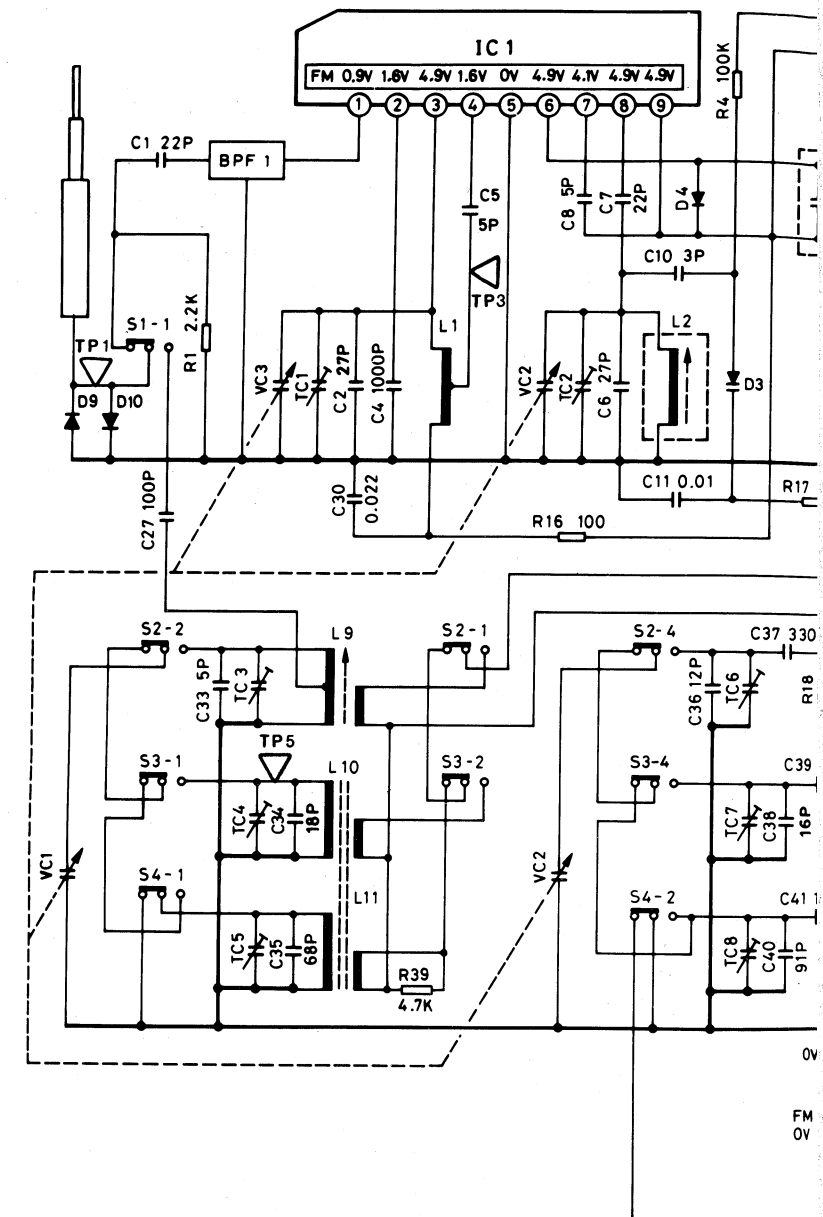 IC 1
FM 0.9V 1.6V 4.9V 1.6V 0V 4.9V 4.1V 4.9V 4.9V
1 2 3 4 5 6 7 8 9
R4 100K
C1 22P
BPF 1
C5
5P
C8 5P
C7
22P
D4
C10 3P
TP3
S1-1
R1 2.2K
TP1
D9 D10
VC3
TC1
C2 27P
C4 1000P
L1
VC2
TC2
C6 27P
L2
D3
C27 100P
C30
0.022
C11 0.01
R17
R16 100
S2-2
L9
S2-1
S2-4
C37 330
C33 5P
TC3
C36 12P
TC6
R18
TP5
S3-1
L10
S3-2
S3-4
C39
TC4
C34
18P
TC7
C38
16P
VC1
VC2
S4-1
L11
S4-2
C41 1
TC5
C35
68P
R39
4.7K
TC8
C40
91P
0V
FM
0V